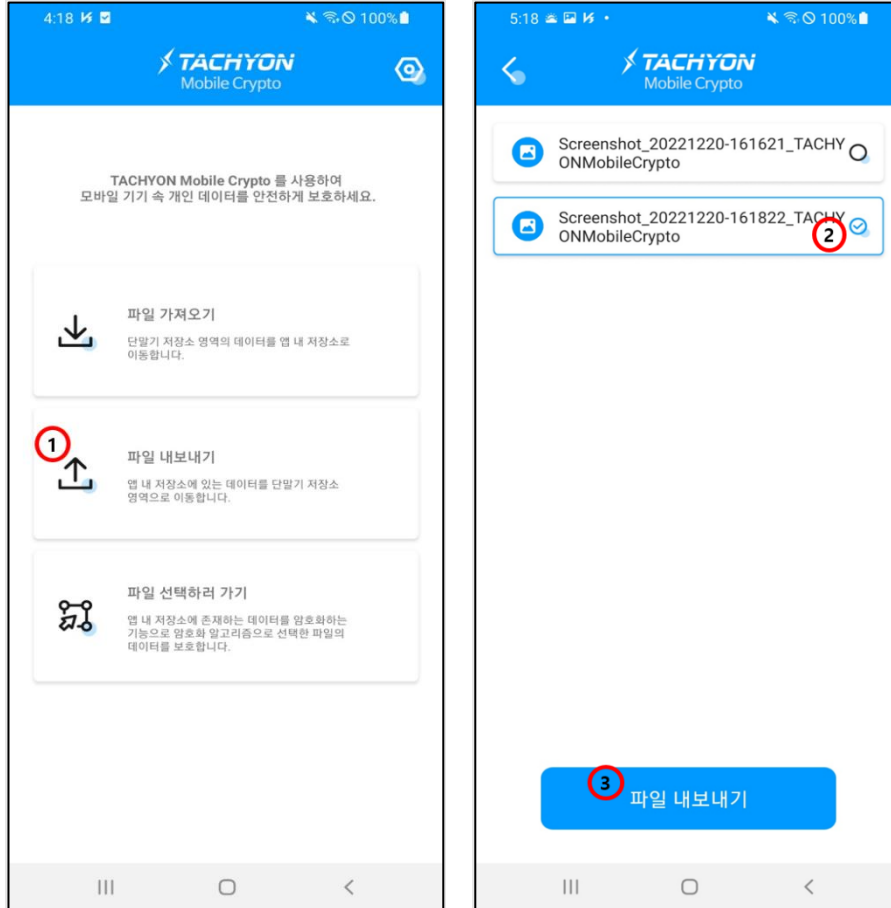 4:18
100%
TACHYON
Mobile Crypto
TACHYON Mobile Crypto 를 사용하여
모바일 기기 속 개인 데이터를 안전하게 보호하세요.
파일 가져오기
단말기 저장소 영역의 데이터를 앱 내 저장소로
이동합니다.
1
파일 내보내기
앱 내 저장소에 있는 데이터를 단말기 저장소
영역으로 이동합니다.
파일 선택하러 가기
앱 내 저장소에 존재하는 데이터를 암호화하는
기능으로 암호화 알고리즘으로 선택한 파일의
데이터를 보호합니다.
5:18
100%
TACHYON
Mobile Crypto
Screenshot_20221220-161621_TACHY
ONMobileCrypto
Screenshot_20221220-161822_TACHY
ONMobileCrypto
2
3
파일 내보내기